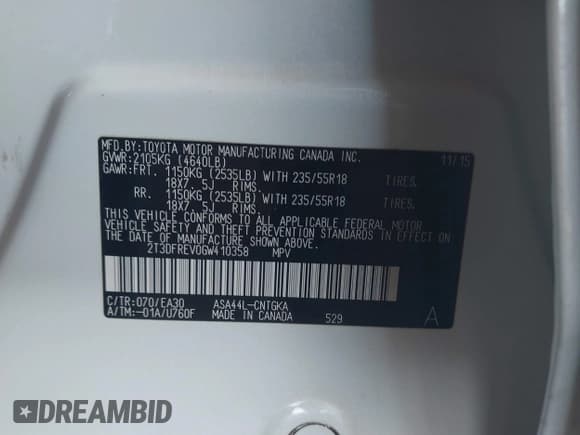 MFD.BY:TOYOTA MOTOR MANUFACTURING CANADA INC.
GVWR:2105KG (4640LB) 11/15
GAWR:FRT. 1150KG (2535LB) WITH 235/55R18 TIRES.
18X7.5J RIMS.
RR. 1150KG (2535LB) WITH 235/55R18 TIRES.
18X7.5J RIMS.
THIS VEHICLE CONFORMS TO ALL APPLICABLE FEDERAL MOTOR
VEHICLE SAFETY AND THEFT PREVENTION STANDARDS IN EFFECT
ON THE DATE OF MANUFACTURE SHOWN ABOVE.
2T3DFREV0GW410358 MPV
C/TR:070/EA30 ASA44L-CNTGKA
A/TM:-01A/U760F MADE IN CANADA 529 A
DREAMBID